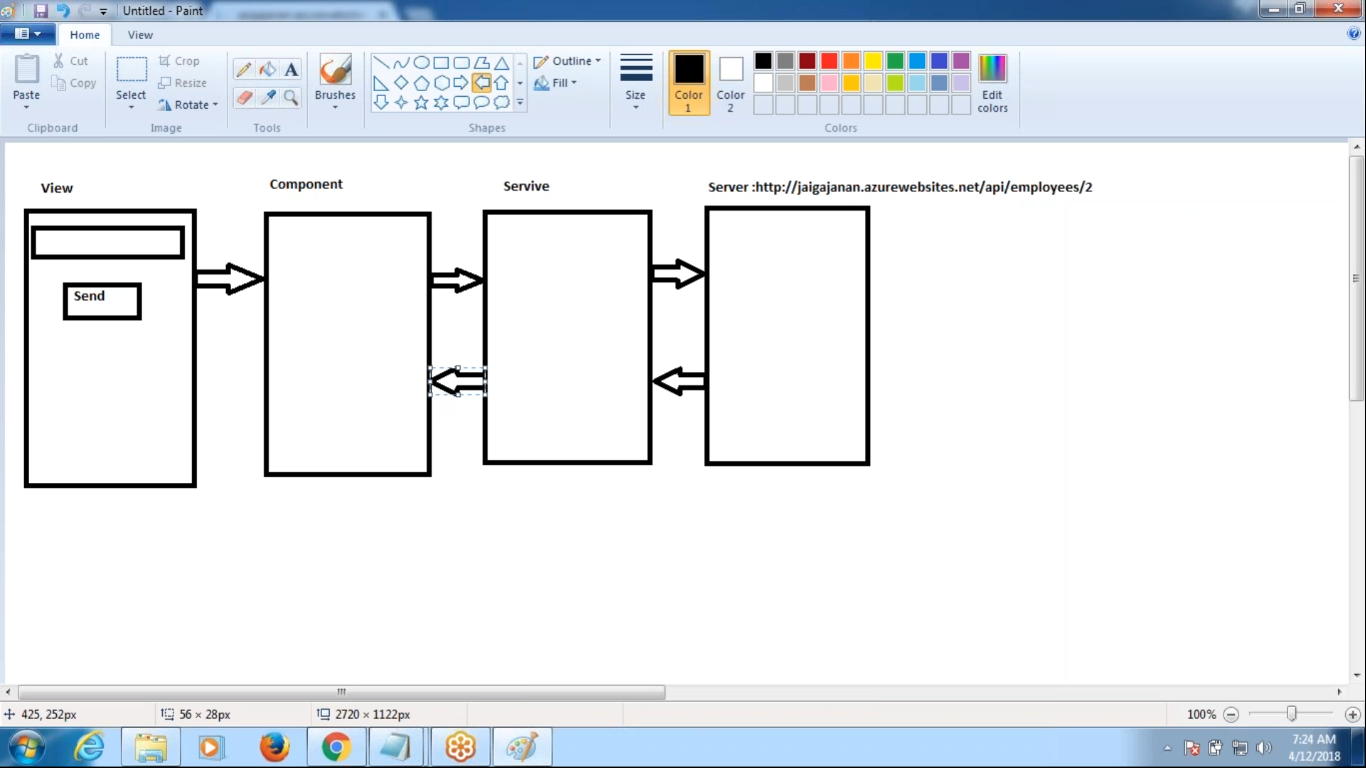 Untitled - Paint
Home View
Cut
Copy
Paste
Clipboard
Select
Crop
Resize
Rotate
Image
A
Tools
Brushes
Outline
Fill
Shapes
Size
Color 1
Color 2
Edit colors
Colors
View
Component
Servive
Server :http://jaigajanan.azurewebsites.net/api/employees/2
Send
425, 252px 56 × 28px 2720 × 1122px 100%
7:24 AM
4/12/2018